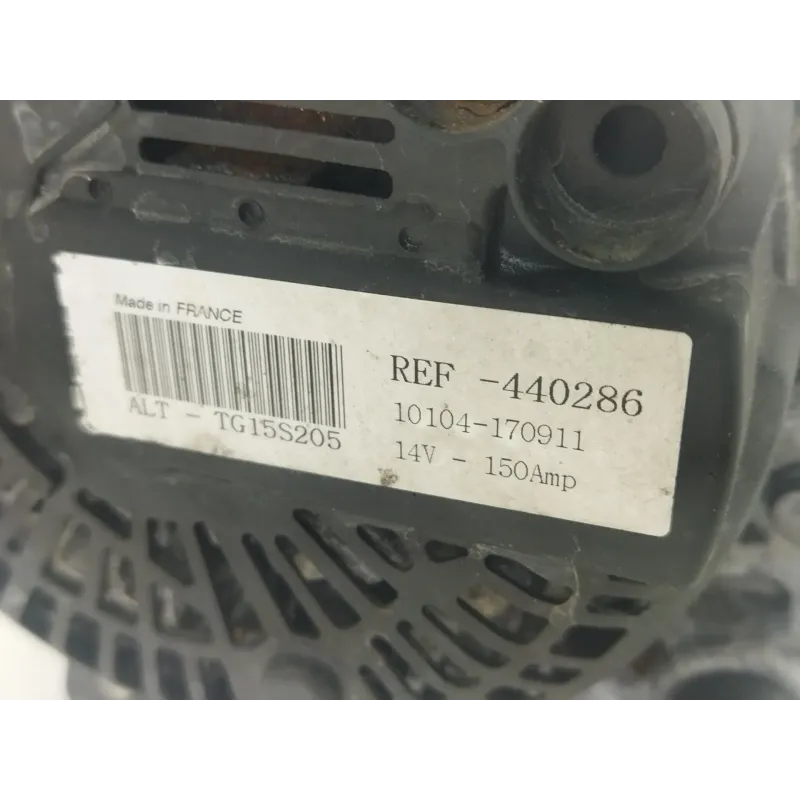 Made in FRANCE
ALT - TG15S205
REF -440286
10104-170911
14V - 150Amp